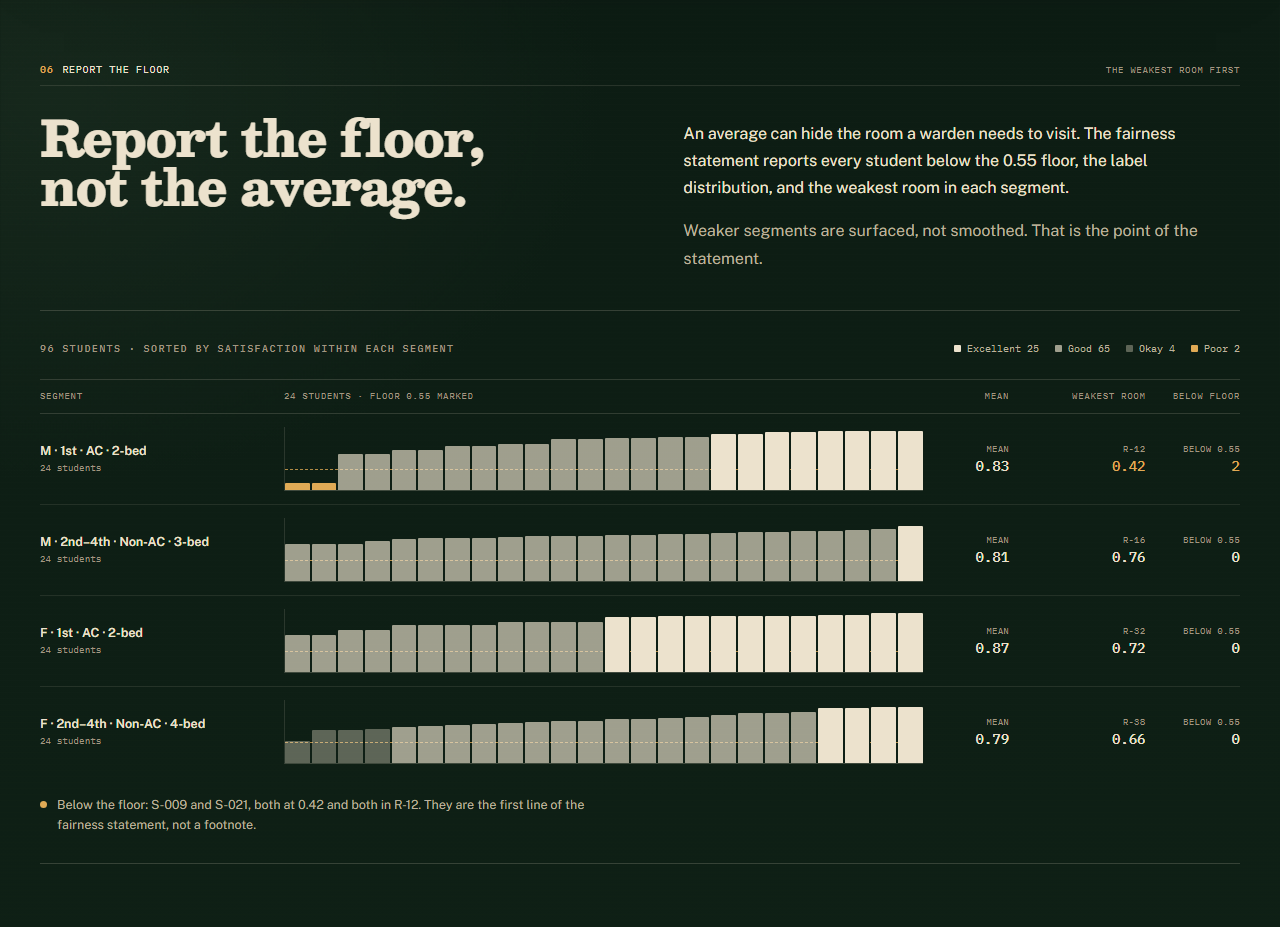 06 REPORT THE FLOOR
THE WEAKEST ROOM FIRST
Report the floor,
not the average.
An average can hide the room a warden needs to visit. The fairness
statement reports every student below the 0.55 floor, the label
distribution, and the weakest room in each segment.
Weaker segments are surfaced, not smoothed. That is the point of the
statement.
96 STUDENTS · SORTED BY SATISFACTION WITHIN EACH SEGMENT
Excellent 25 Good 65 Okay 4 Poor 2
SEGMENT 24 STUDENTS · FLOOR 0.55 MARKED MEAN WEAKEST ROOM BELOW FLOOR
M · 1st · AC · 2-bed
24 students
MEAN R-12 BELOW 0.55
0.83 0.42 2
M · 2nd–4th · Non-AC · 3-bed
24 students
MEAN R-16 BELOW 0.55
0.81 0.76 0
F · 1st · AC · 2-bed
24 students
MEAN R-32 BELOW 0.55
0.87 0.72 0
F · 2nd–4th · Non-AC · 4-bed
24 students
MEAN R-38 BELOW 0.55
0.79 0.66 0
Below the floor: S-009 and S-021, both at 0.42 and both in R-12. They are the first line of the
fairness statement, not a footnote.